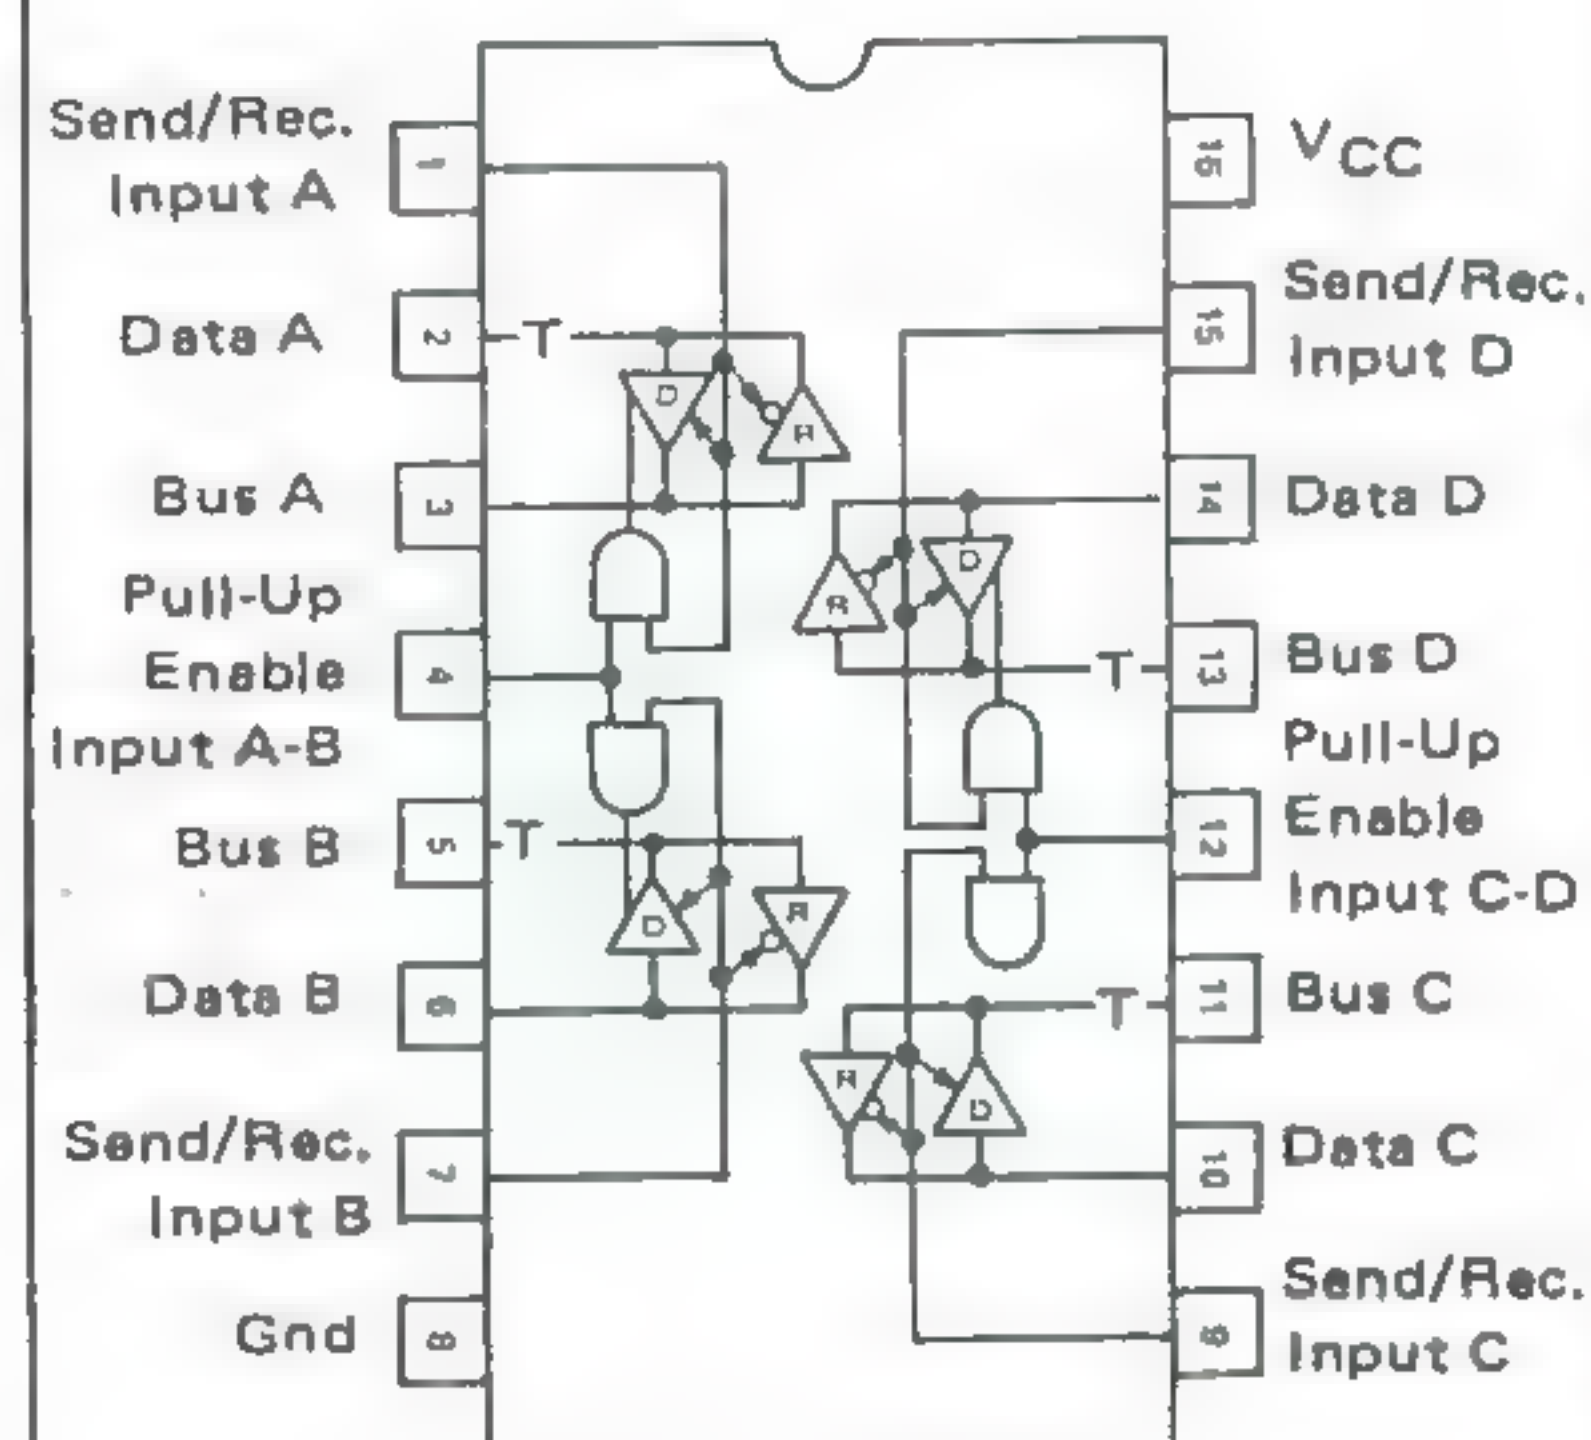 Send/Rec.
Input A
1
Data A
2
T
Bus A
3
Pull-Up
Enable
Input A-B
4
Bus B
5
T
Data B
6
Send/Rec.
Input B
7
Gnd
8
D
R
D
R
VCC
16
Send/Rec.
Input D
15
Data D
14
Bus D
13
T
Pull-Up
Enable
Input C-D
12
Bus C
11
T
Data C
10
Send/Rec.
Input C
9
R
D
R
D